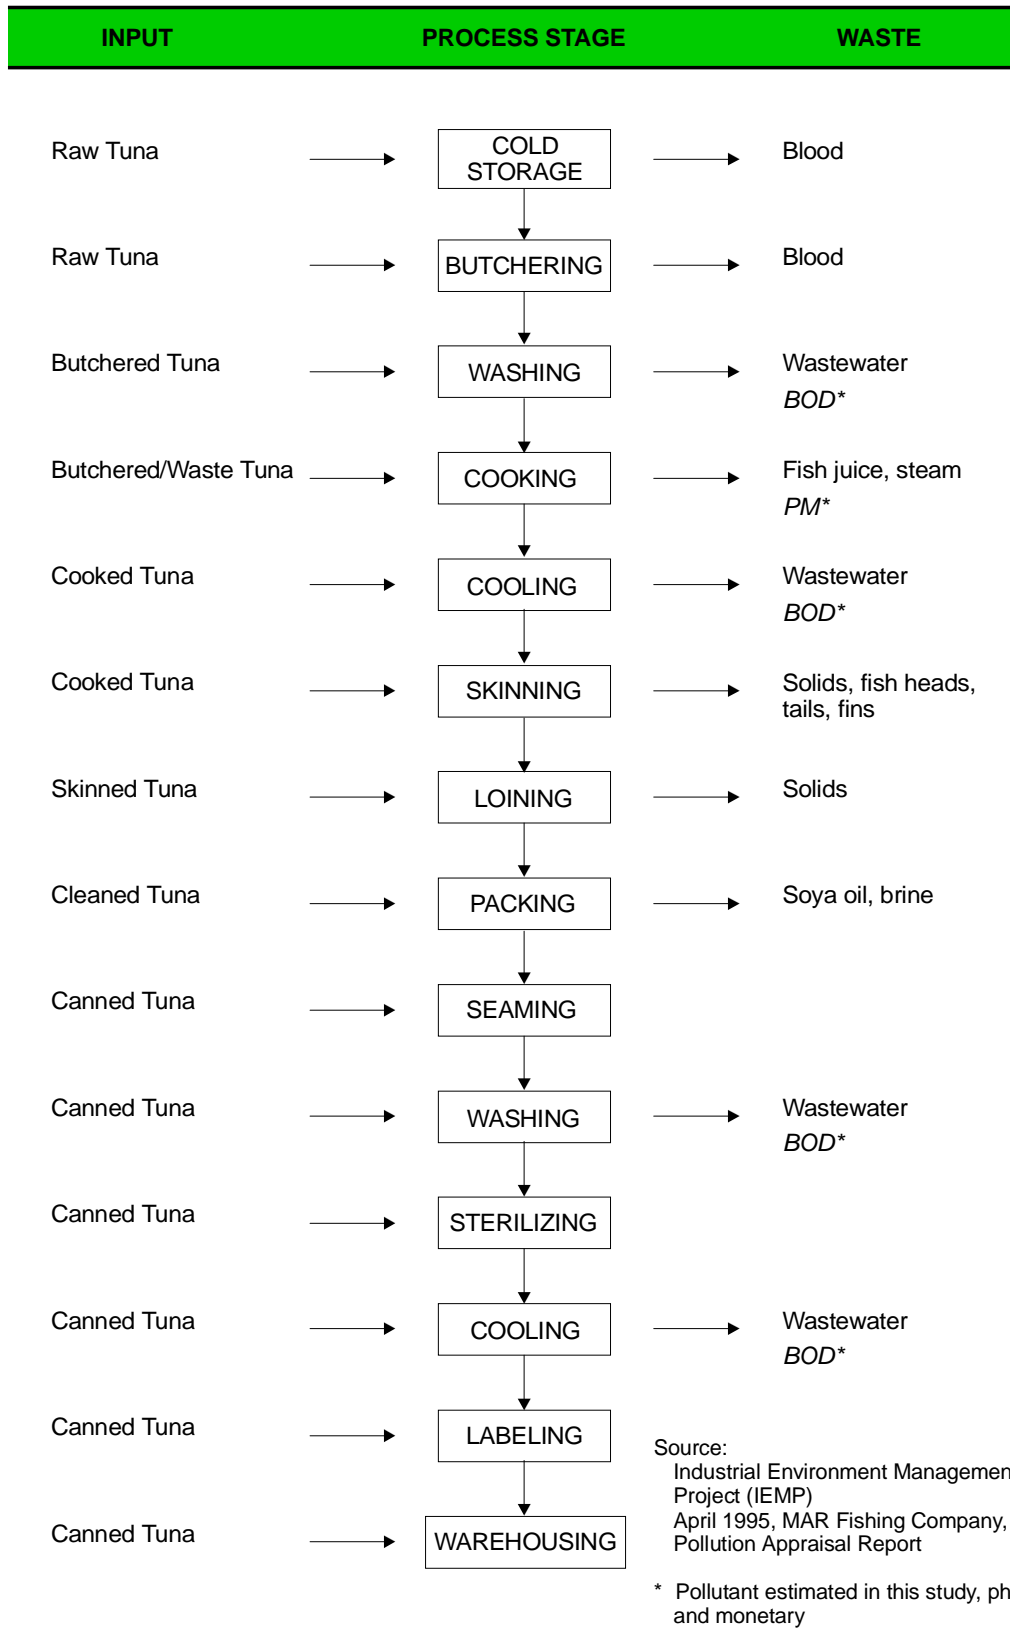 INPUT PROCESS STAGE WASTE
Raw Tuna COLD STORAGE Blood
Raw Tuna BUTCHERING Blood
Butchered Tuna WASHING Wastewater
BOD*
Butchered/Waste Tuna COOKING Fish juice, steam
PM*
Cooked Tuna COOLING Wastewater
BOD*
Cooked Tuna SKINNING Solids, fish heads,
tails, fins
Skinned Tuna LOINING Solids
Cleaned Tuna PACKING Soya oil, brine
Canned Tuna SEAMING
Canned Tuna WASHING Wastewater
BOD*
Canned Tuna STERILIZING
Canned Tuna COOLING Wastewater
BOD*
Canned Tuna LABELING
Canned Tuna WAREHOUSING
Source:
Industrial Environment Managemen
Project (IEMP)
April 1995, MAR Fishing Company,
Pollution Appraisal Report
* Pollutant estimated in this study, ph
and monetary